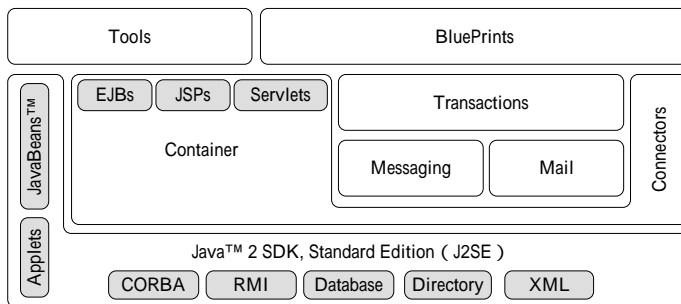 Tools
BluePrints
JavaBeans™
EJBs
JSPs
Servlets
Container
Transactions
Messaging
Mail
Connectors
Applets
Java™ 2 SDK, Standard Edition ( J2SE )
CORBA
RMI
Database
Directory
XML